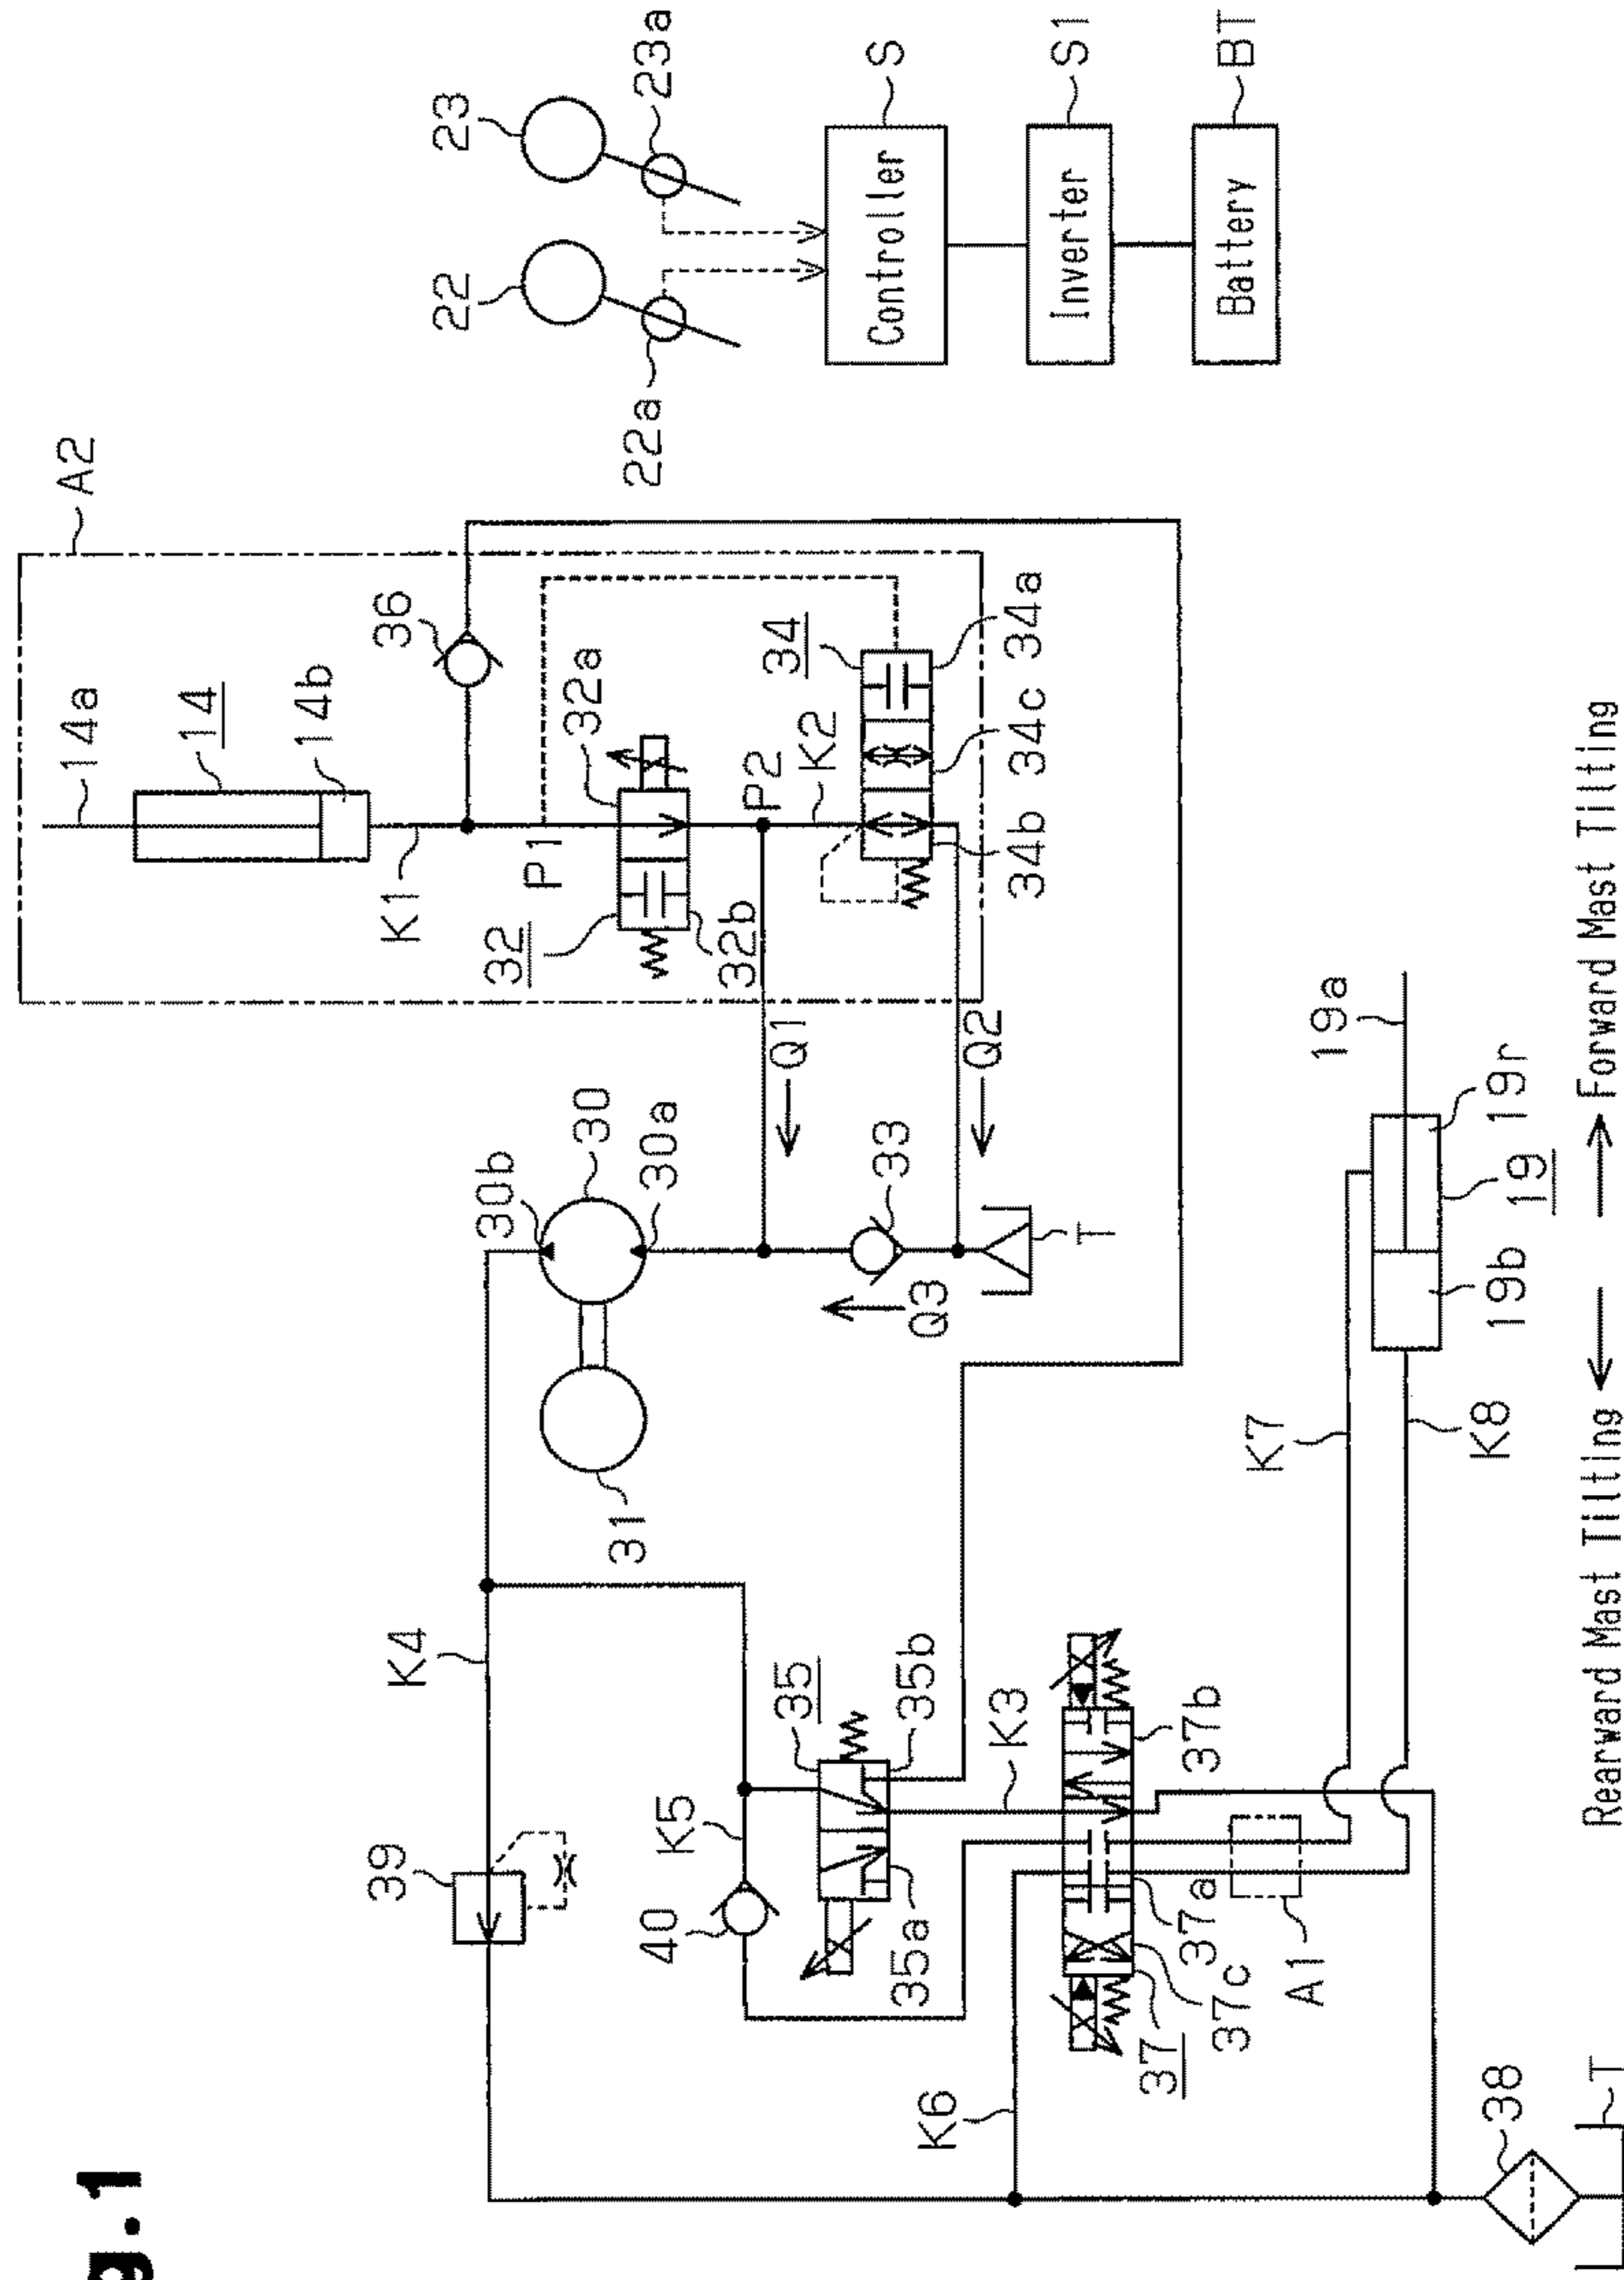 g.1
14a
14
14b
K1
A2
36
P1
32
32a
32b
P2
K2
34
34a
34c
34b
Q1
Q2
30b
30
30a
31
33
Q3
T
K4
39
K5
40
35
35b
35a
K3
37b
37a
37c
37
A1
K6
38
T
K7
K8
19a
19r
19
19b
Rearward Mast Tilting
Forward Mast Tilting
22
23
22a
23a
Controller
S
Inverter
S1
Battery
BT